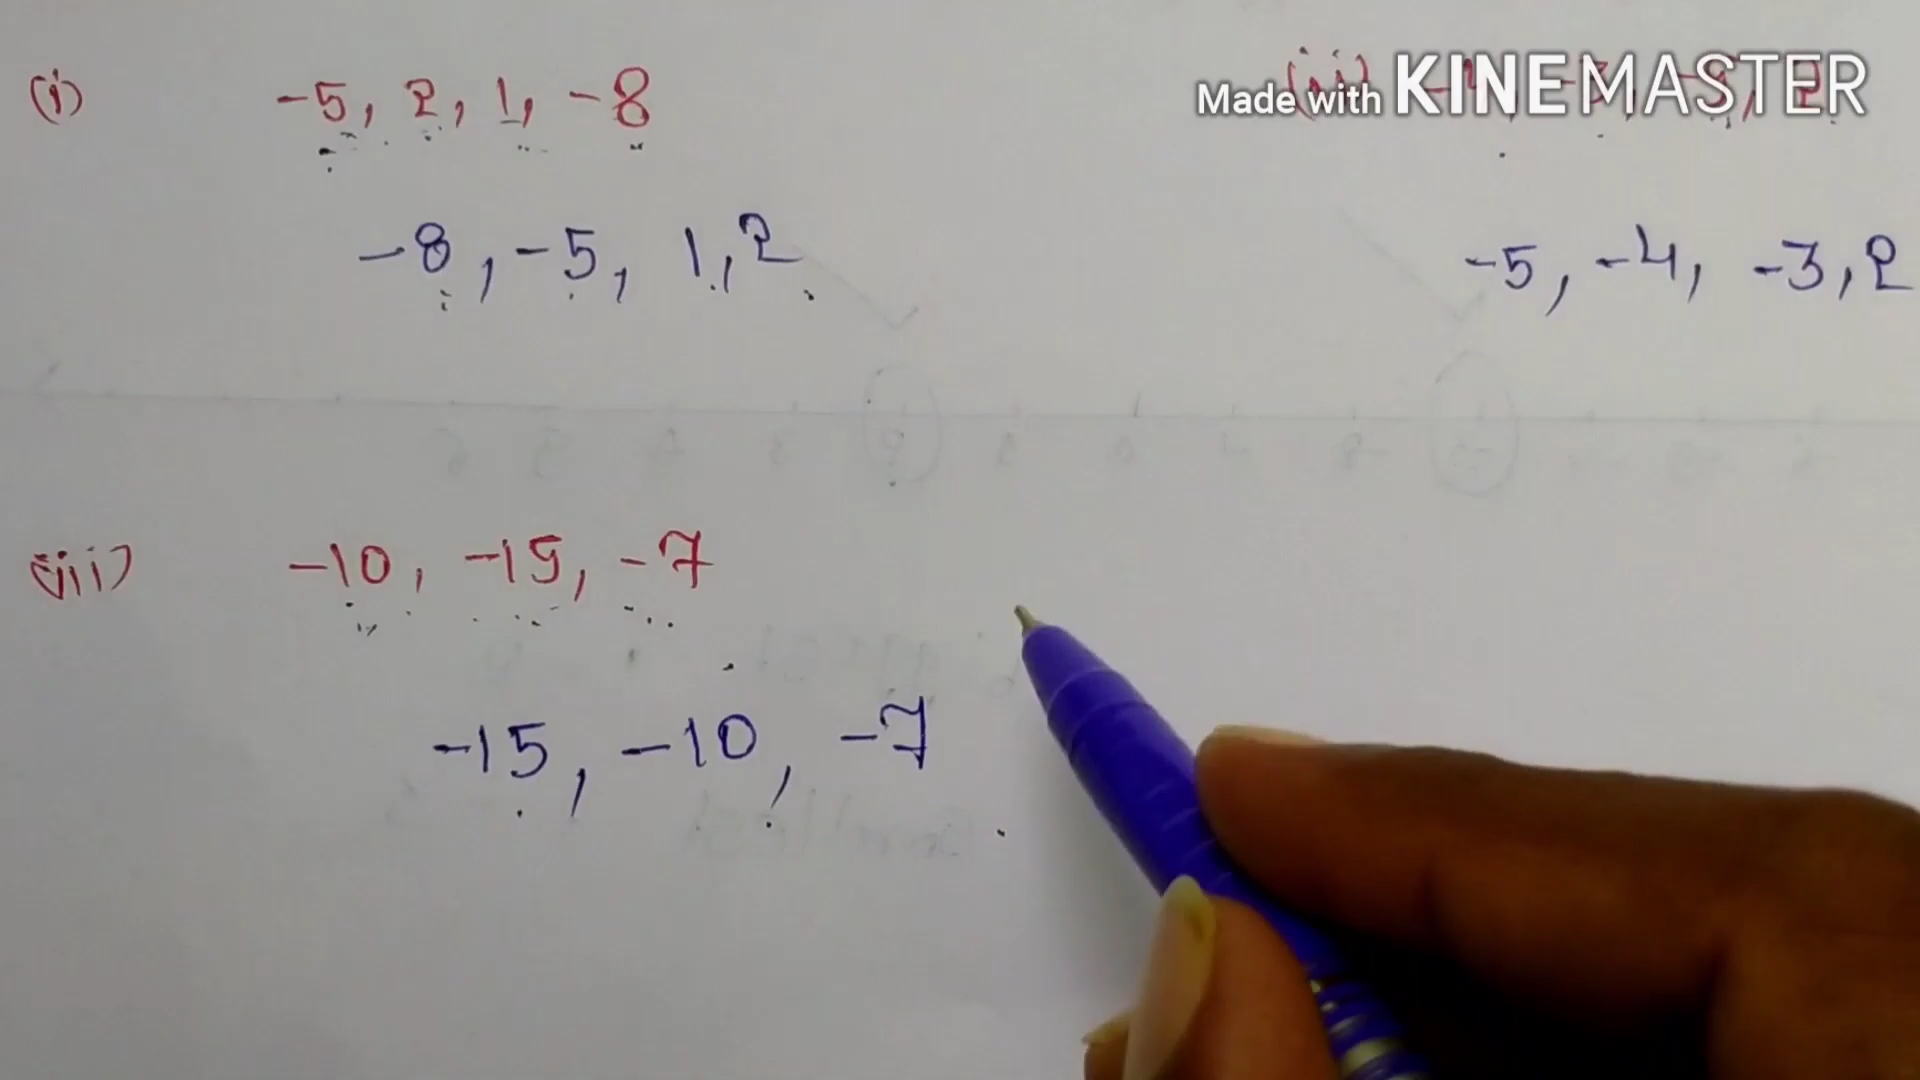 (i) -5, 2, 1, -8
Made with KINEMASTER
-8, -5, 1, 2
-5, -4, -3, 2
(iii) -10, -15, -7
-15, -10, -7